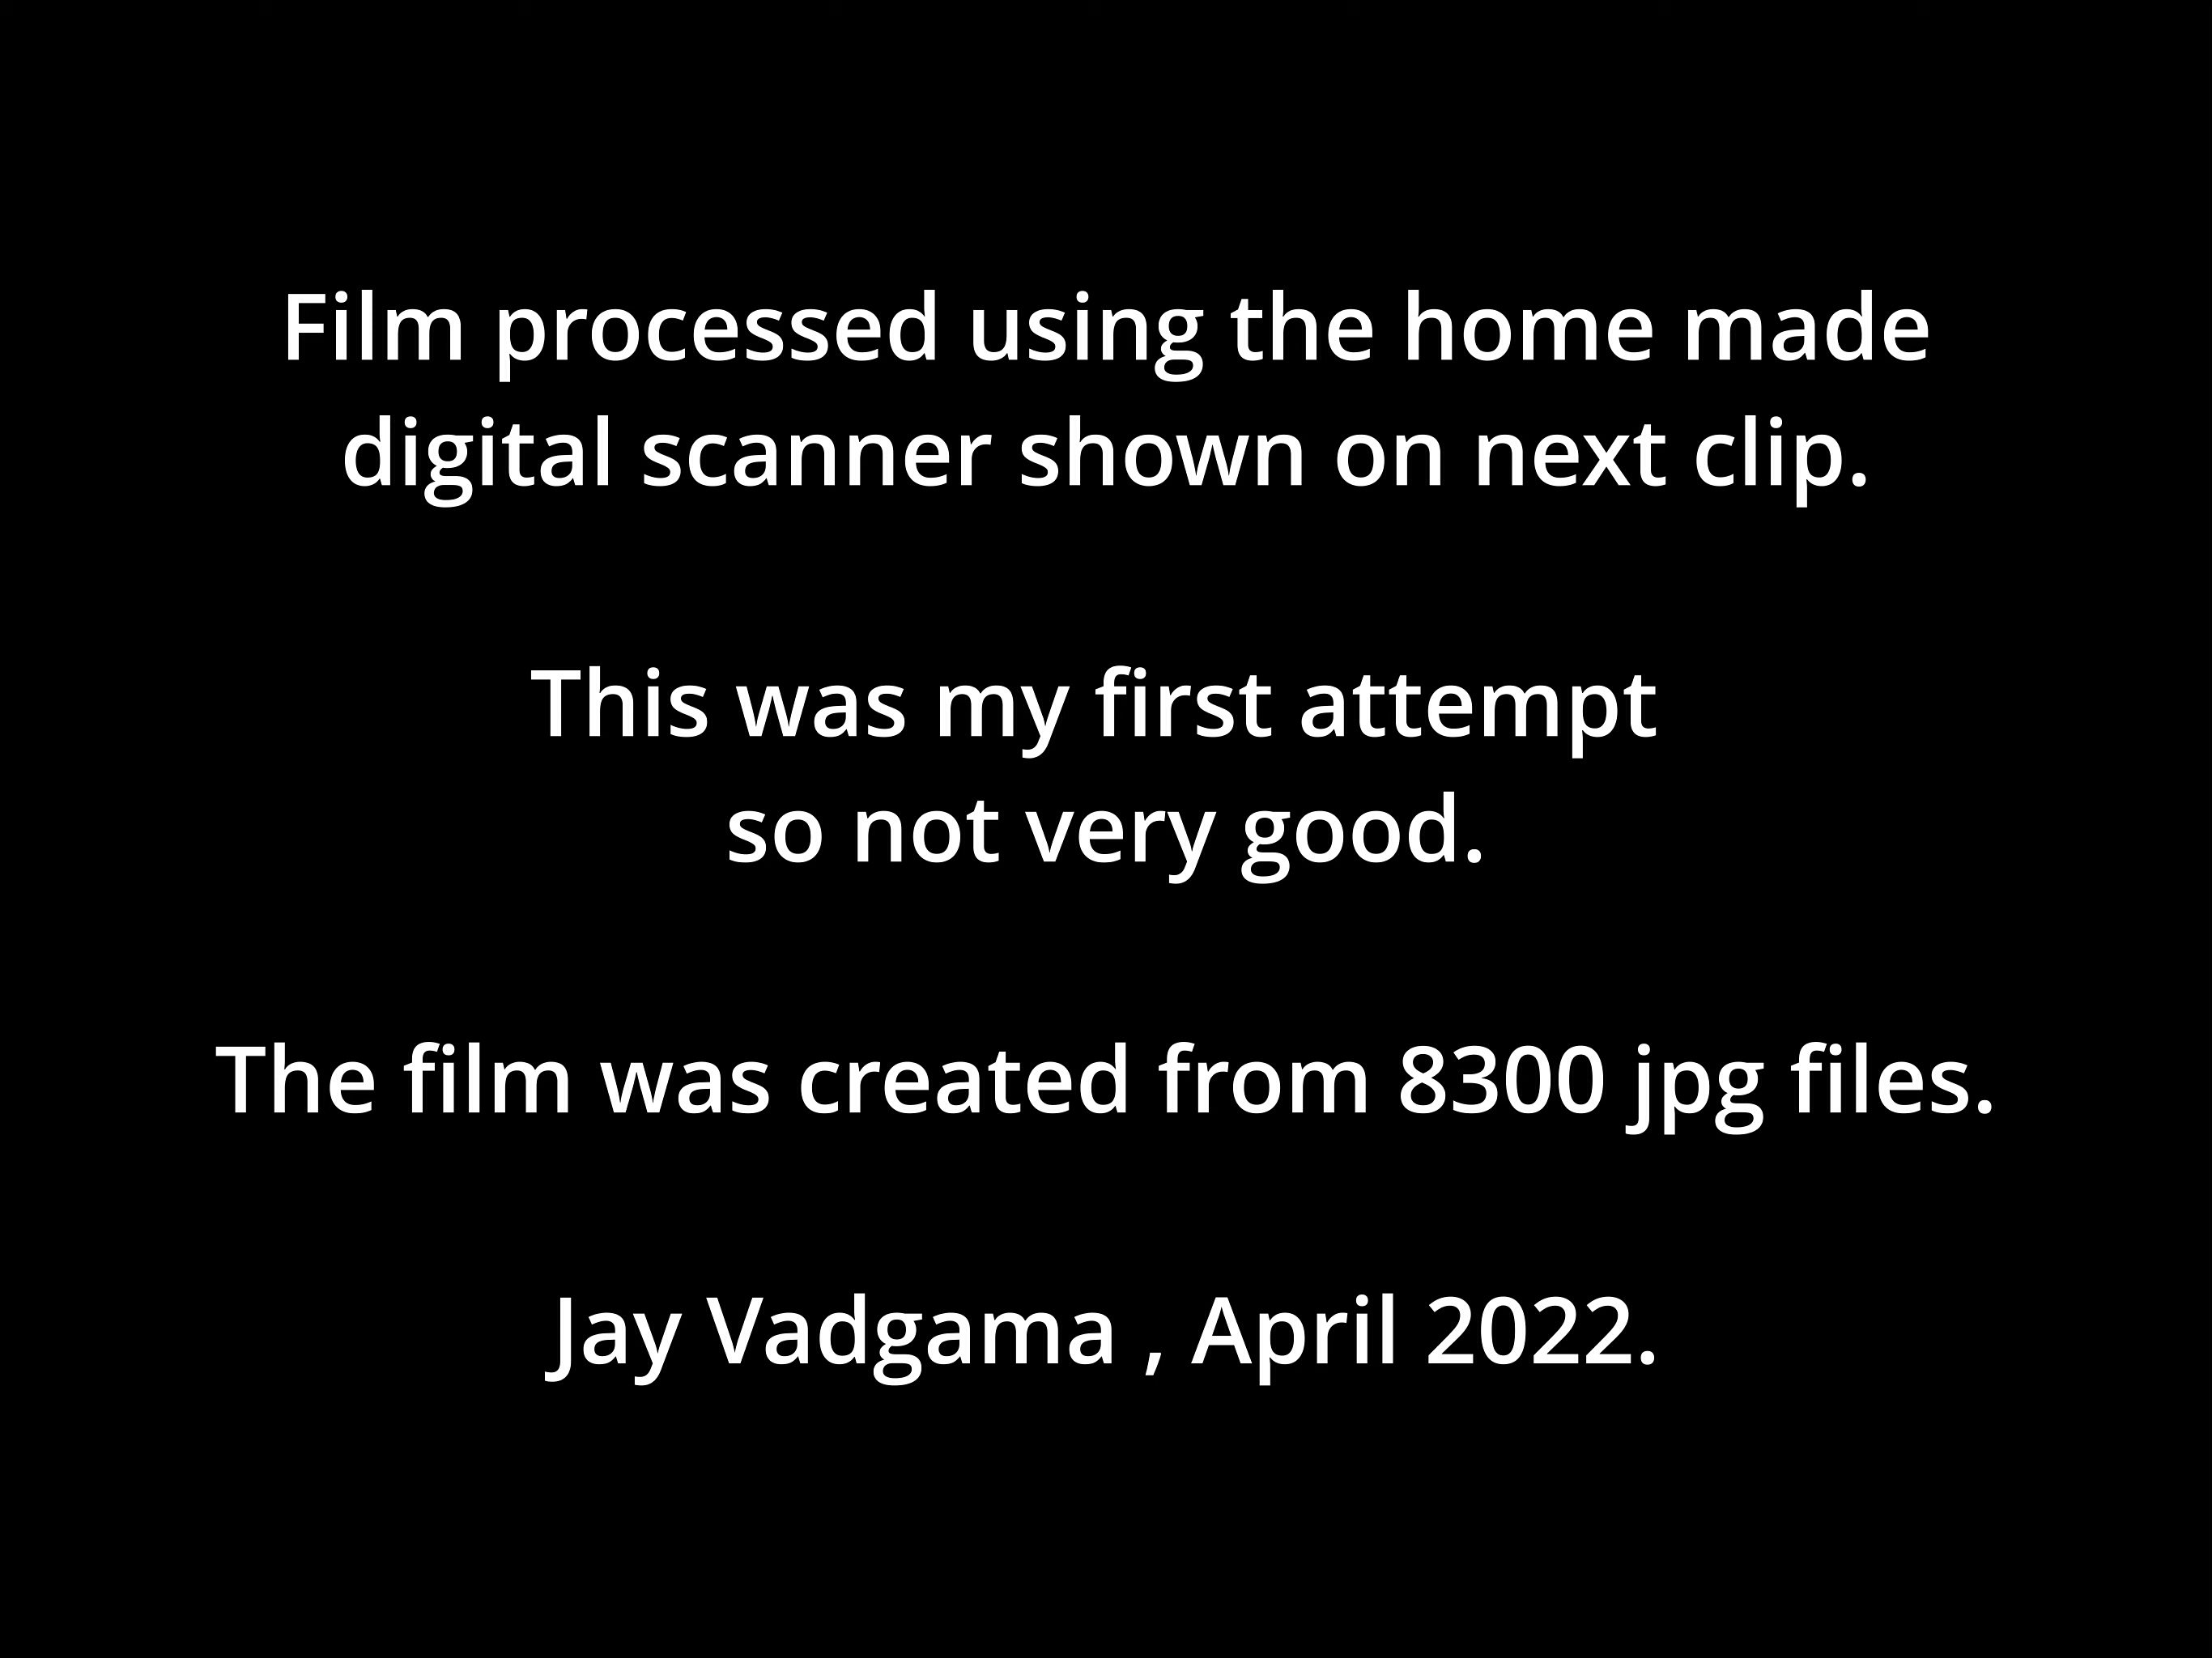 Film processed using the home made
digital scanner shown on next clip.
This was my first attempt
so not very good.
The film was created from 8300 jpg files.
Jay Vadgama , April 2022.